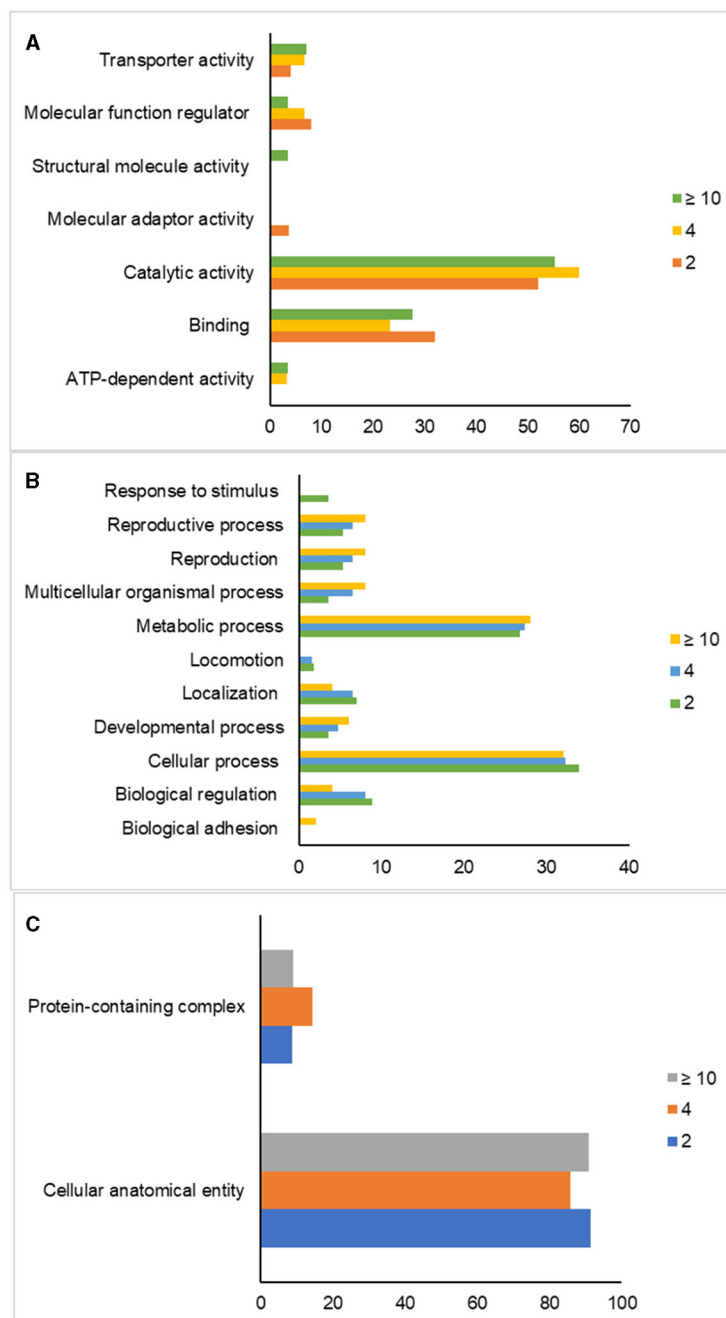 A
Transporter activity
Molecular function regulator
Structural molecule activity
Molecular adaptor activity
Catalytic activity
Binding
ATP-dependent activity
0 10 20 30 40 50 60 70
≥ 10
4
2
B
Response to stimulus
Reproductive process
Reproduction
Multicellular organismal process
Metabolic process
Locomotion
Localization
Developmental process
Cellular process
Biological regulation
Biological adhesion
0 10 20 30 40
≥ 10
4
2
C
Protein-containing complex
Cellular anatomical entity
0 20 40 60 80 100
≥ 10
4
2